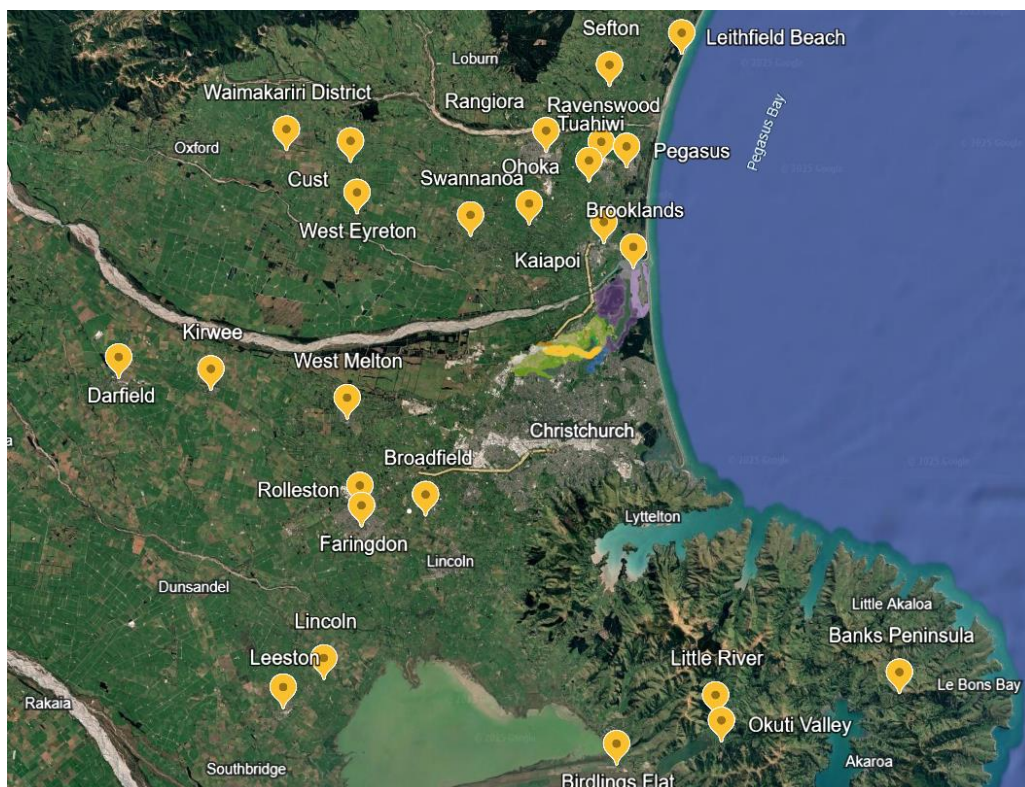 Sefton
Leithfield Beach
Loburn
Waimakariri District
Rangiora
Ravenswood
Tuahiwi
Pegasus Bay
Oxford
Ohoka
Pegasus
Cust
Swannanoa
Brooklands
West Eyreton
Kaiapoi
Kirwee
West Melton
Darfield
a
Christchurch
Broadfield
Rolleston
Lyttelton
Faringdon
Lincoln
Dunsandel
Little Akaloa
Lincoln
Banks Peninsula
Leeston
Little River
Le Bons Bay
Rakaia
Okuti Valley
Southbridge
Akaroa
Birdlings Flat